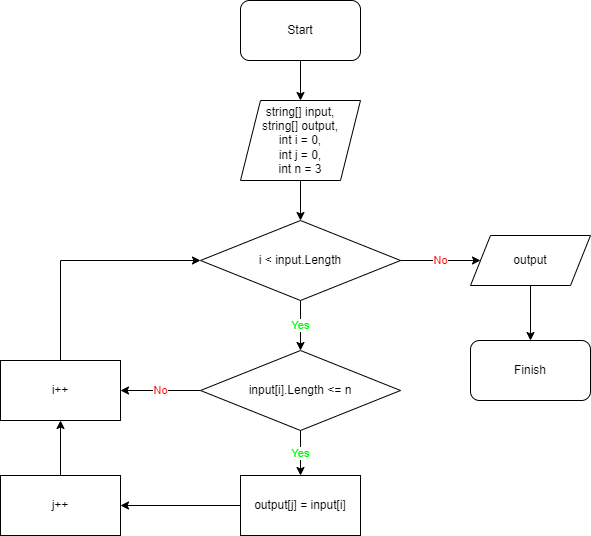 Start
string[] input,
string[] output,
int i = 0,
int j = 0,
int n = 3
i < input.Length
No
output
Yes
Finish
i++
No
input[i].Length <= n
Yes
j++
output[j] = input[i]